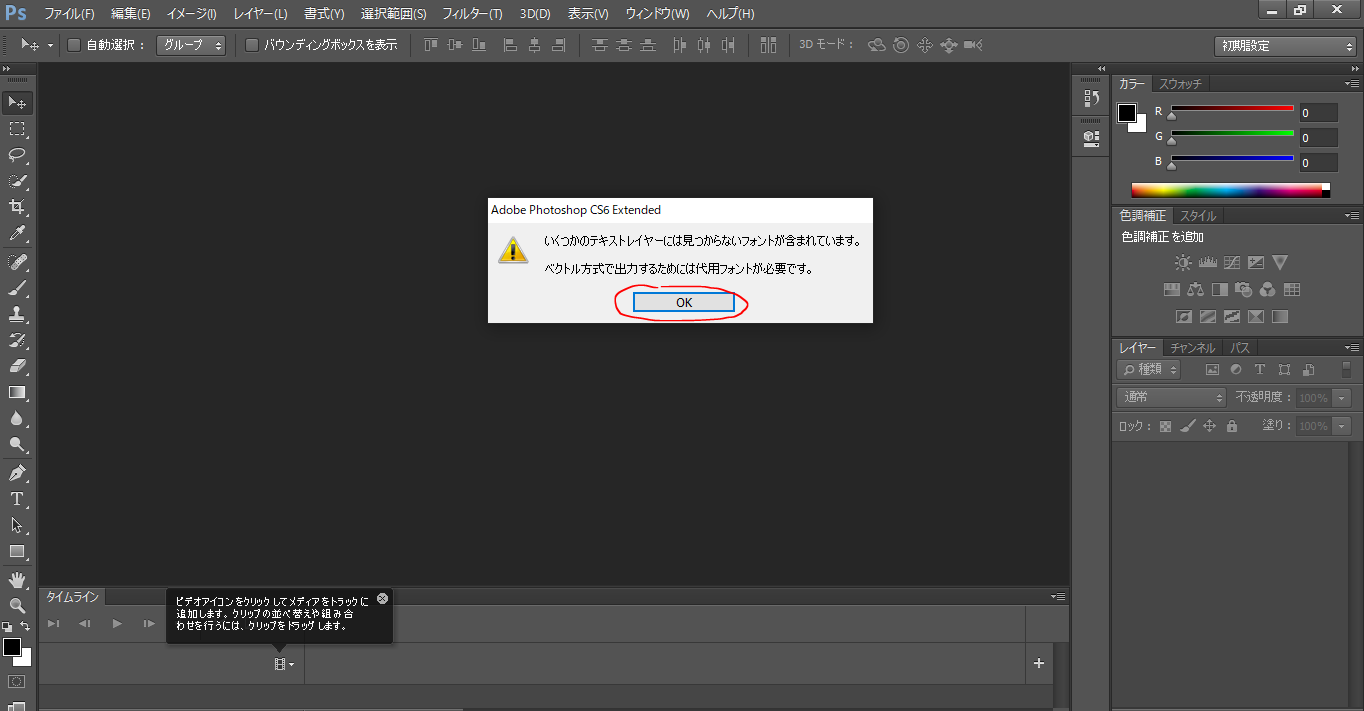 Ps ファイル(F) 編集(E) イメージ(I) レイヤー(L) 書式(Y) 選択範囲(S) フィルター(T) 3D(D) 表示(V) ウィンドウ(W) ヘルプ(H)
自動選択： グループ バウンディングボックスを表示 3D モード： 初期設定
カラー スウォッチ
R 0
G 0
B 0
色調補正 スタイル
色調補正を追加
Adobe Photoshop CS6 Extended
いくつかのテキストレイヤーには見つからないフォントが含まれています。
ベクトル方式で出力するためには代用フォントが必要です。
OK
レイヤー チャンネル パス
種類
通常 不透明度： 100%
ロック： 塗り： 100%
タイムライン
ビデオアイコンをクリックしてメディアをトラックに
追加します。クリップの並べ替えや組み合
わせを行うには、クリップをドラッグします。